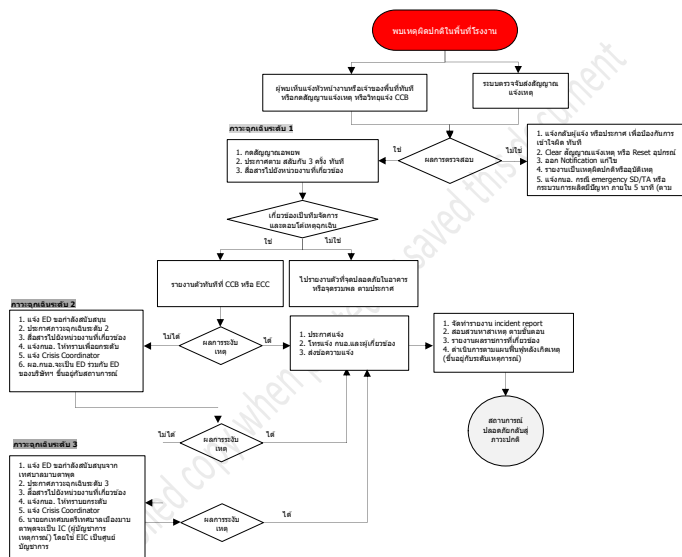 พบเหตุผิดปกติในพื้นที่โรงงาน
ผู้พบเห็นแจ้งหัวหน้างานหรือเจ้าของพื้นที่ทันที
หรือกดสัญญาณแจ้งเหตุ หรือวิทยุแจ้ง CCB
ระบบตรวจจับส่งสัญญาณ
แจ้งเหตุ
ภาวะฉุกเฉินระดับ 1
1. กดสัญญาณอพยพ
2. ประกาศตาม สลับกัน 3 ครั้ง ทันที
3. สื่อสารไปยังหน่วยงานที่เกี่ยวข้อง
ใช่
ผลการตรวจสอบ
ไม่ใช่
1. แจ้งกลับผู้แจ้ง หรือประกาศ เพื่อป้องกันการ
เข้าใจผิด ทันที
2. Clear สัญญาณแจ้งเหตุ หรือ Reset อุปกรณ์
3. ออก Notification แก้ไข
4. รายงานเป็นเหตุผิดปกติหรืออุบัติเหตุ
5. แจ้งกนอ. กรณี emergency SD/TA หรือ
กระบวนการผลิตมีปัญหา ภายใน 5 นาที (ตาม
เกี่ยวข้องเป็นทีมจัดการ
และตอบโต้เหตุฉุกเฉิน
ใช่
ไม่ใช่
รายงานตัวทันทีที่ CCB หรือ ECC
ไปรายงานตัวที่จุดปลอดภัยในอาคาร
หรือจุดรวมพล ตามประกาศ
ภาวะฉุกเฉินระดับ 2
1. แจ้ง ED ขอกำลังสนับสนุน
2. ประกาศภาวะฉุกเฉินระดับ 2
3. สื่อสารไปยังหน่วยงานที่เกี่ยวข้อง
4. แจ้งกนอ. ให้ทราบเพื่อยกระดับ
5. แจ้ง Crisis Coordinator
6. ผอ.กนอ.จะเป็น ED ร่วมกับ ED
ของบริษัทฯ ขึ้นอยู่กับสถานการณ์
ไม่ได้
ผลการระงับ
เหตุ
ได้
1. ประกาศแจ้ง
2. โทรแจ้ง กนอ.และผู้เกี่ยวข้อง
3. ส่งข้อความแจ้ง
1. จัดทำรายงาน incident report
2. สอบสวนหาสาเหตุ ตามขั้นตอน
3. รายงานผลราชการที่เกี่ยวข้อง
4. ดำเนินการตามแผนฟื้นฟูหลังเกิดเหตุ
(ขึ้นอยู่กับระดับเหตุการณ์)
สถานการณ์
ปลอดภัยกลับสู่
ภาวะปกติ
ไม่ได้
ผลการระงับ
เหตุ
ได้
ภาวะฉุกเฉินระดับ 3
1. แจ้ง ED ขอกำลังสนับสนุนจาก
เทศบาลมาบตาพุด
2. ประกาศภาวะฉุกเฉินระดับ 3
3. สื่อสารไปยังหน่วยงานที่เกี่ยวข้อง
4. แจ้งกนอ. ให้ทราบยกระดับ
5. แจ้ง Crisis Coordinator
6. นายยกเทศมนตรีเทศบาลเมืองมาบ
ตาพุดจะเป็น IC (ผู้บัญชาการ
เหตุการณ์) โดยใช้ EIC เป็นศูนย์
บัญชาการ
ผลการระงับ
เหตุ
ได้